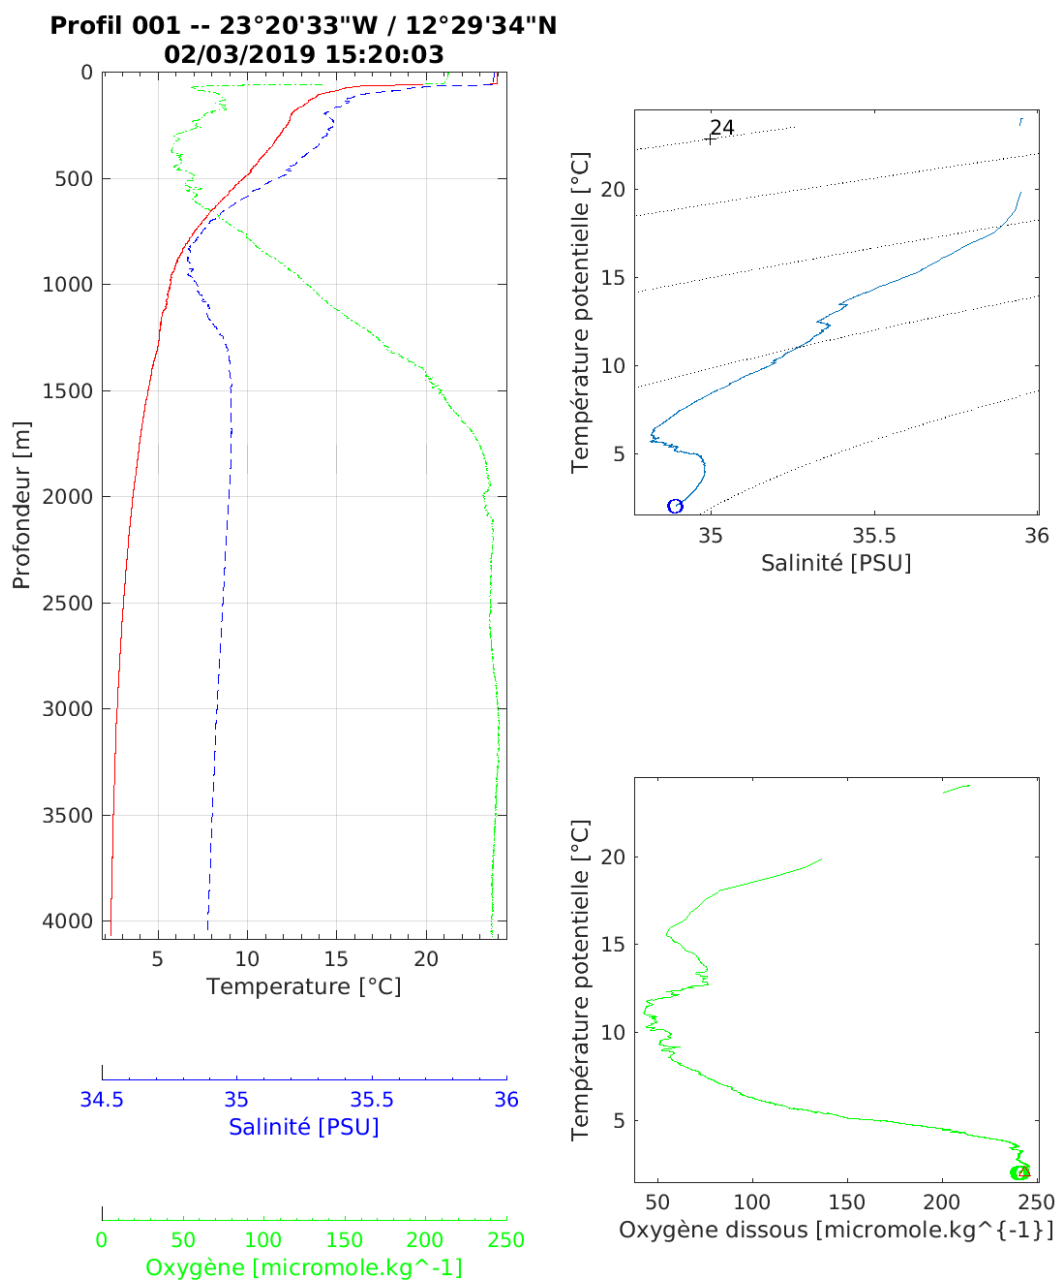 Profil 001 -- 23°20'33"W / 12°29'34"N
02/03/2019 15:20:03
0
500
1000
1500
2000
2500
3000
3500
4000
Profondeur [m]
5 10 15 20
Temperature [°C]
34.5 35 35.5 36
Salinité [PSU]
0 50 100 150 200 250
Oxygène [micromole.kg^-1]
24
20
15
10
5
Température potentielle [°C]
35 35.5 36
Salinité [PSU]
20
15
10
5
Température potentielle [°C]
50 100 150 200 250
Oxygène dissous [micromole.kg^{-1}]